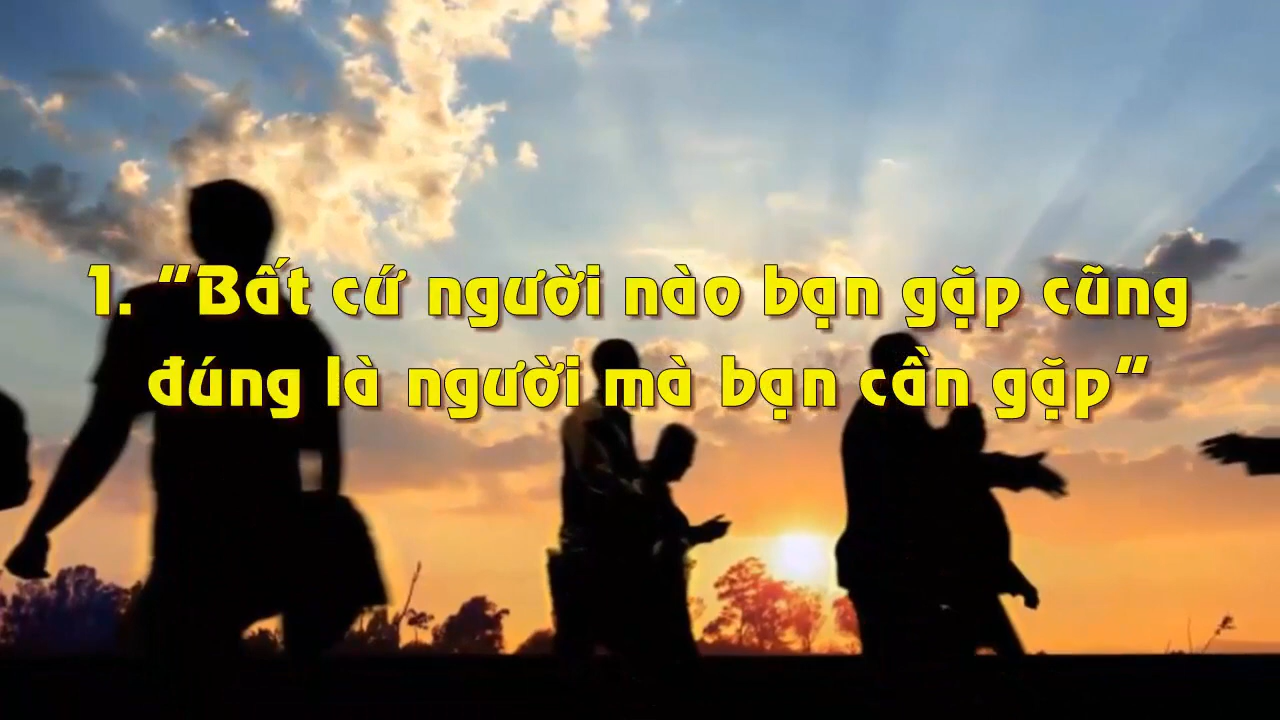 1. “Bất cứ người nào bạn gặp cũng
đúng là người mà bạn cần gặp”